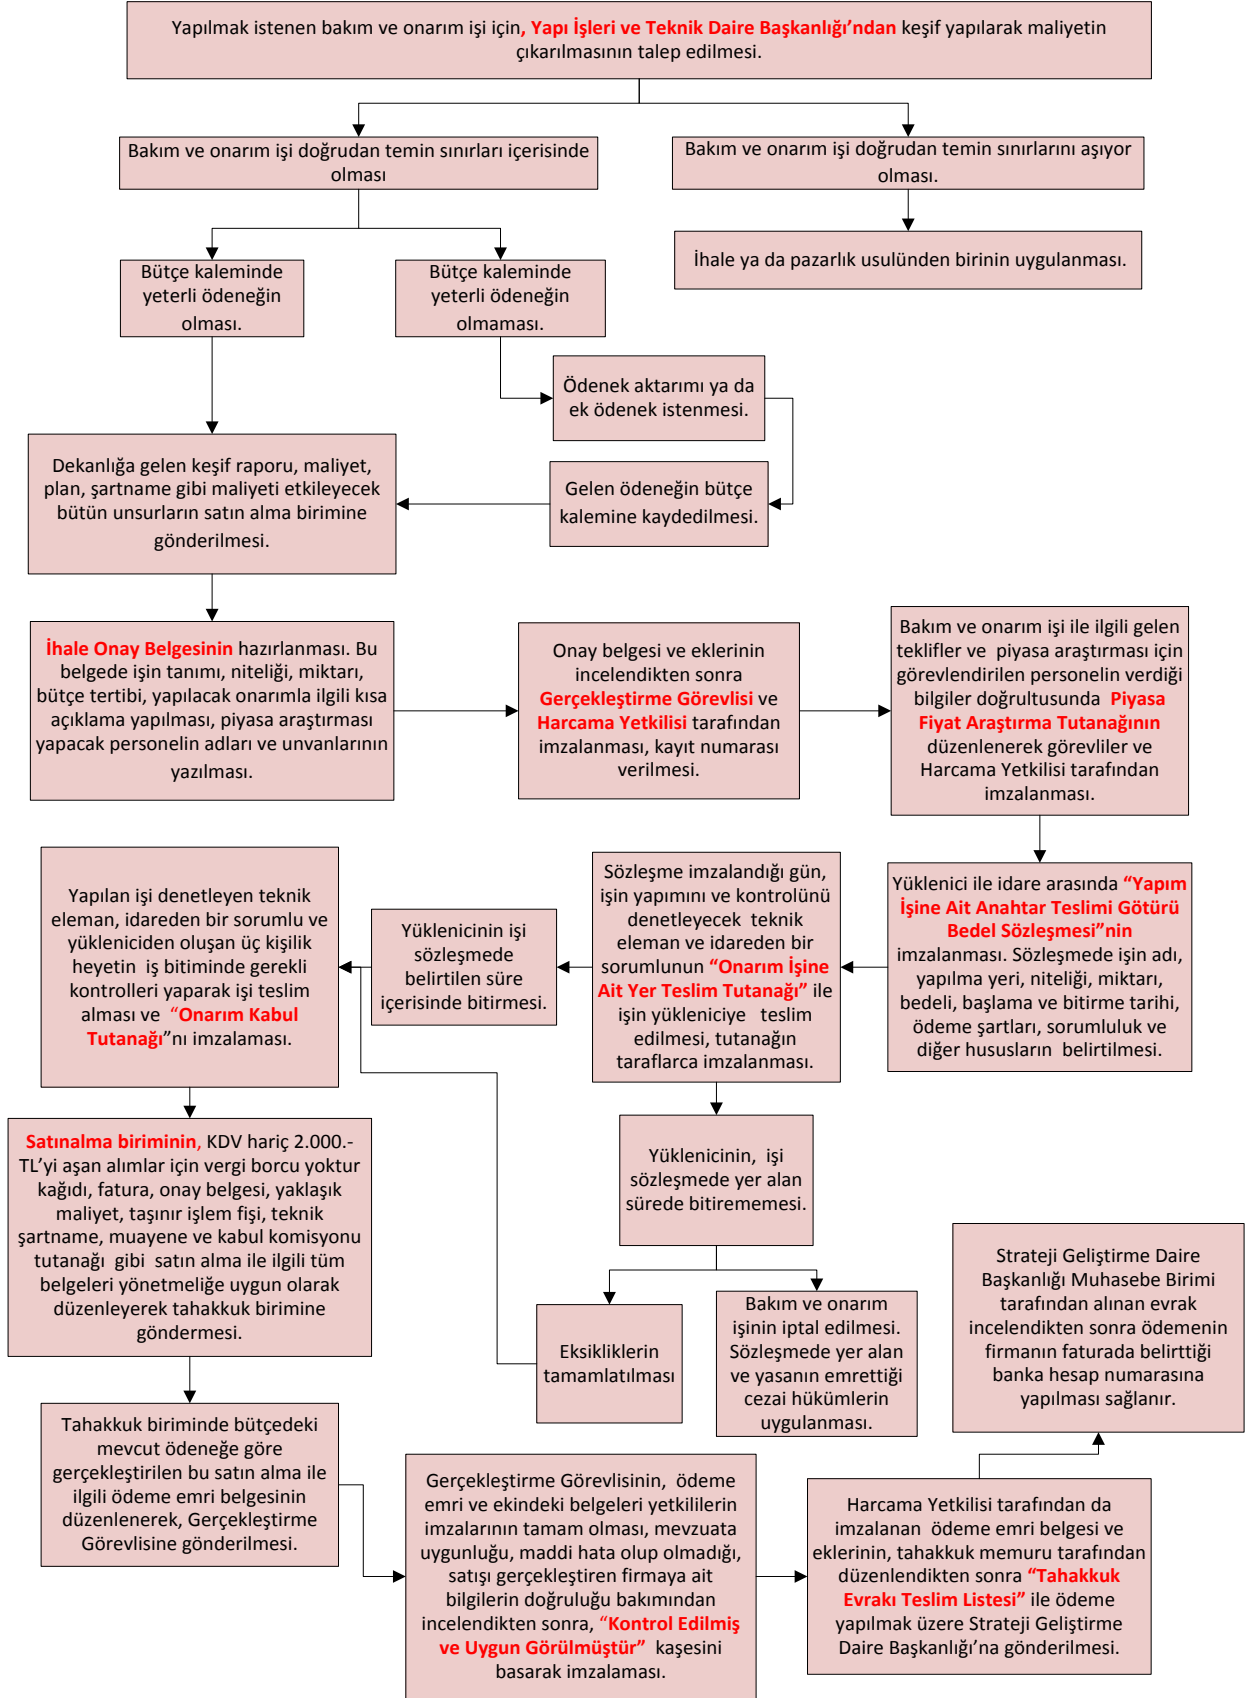 Yapılmak istenen bakım ve onarım işi için, Yapı İşleri ve Teknik Daire Başkanlığı’ndan keşif yapılarak maliyetin
çıkarılmasının talep edilmesi.
Bakım ve onarım işi doğrudan temin sınırları içerisinde
olması
Bakım ve onarım işi doğrudan temin sınırlarını aşıyor
olması.
Bütçe kaleminde
yeterli ödeneğin
olması.
Bütçe kaleminde
yeterli ödeneğin
olmaması.
İhale ya da pazarlık usulünden birinin uygulanması.
Ödenek aktarımı ya da
ek ödenek istenmesi.
Dekanlığa gelen keşif raporu, maliyet,
plan, şartname gibi maliyeti etkileyecek
bütün unsurların satın alma birimine
gönderilmesi.
Gelen ödeneğin bütçe
kalemine kaydedilmesi.
İhale Onay Belgesinin hazırlanması. Bu
belgede işin tanımı, niteliği, miktarı,
bütçe tertibi, yapılacak onarımla ilgili kısa
açıklama yapılması, piyasa araştırması
yapacak personelin adları ve unvanlarının
yazılması.
Onay belgesi ve eklerinin
incelendikten sonra
Gerçekleştirme Görevlisi ve
Harcama Yetkilisi tarafından
imzalanması, kayıt numarası
verilmesi.
Bakım ve onarım işi ile ilgili gelen
teklifler ve piyasa araştırması için
görevlendirilen personelin verdiği
bilgiler doğrultusunda Piyasa
Fiyat Araştırma Tutanağının
düzenlenerek görevliler ve
Harcama Yetkilisi tarafından
imzalanması.
Yüklenici ile idare arasında “Yapım
İşine Ait Anahtar Teslimi Götürü
Bedel Sözleşmesi”nin
imzalanması. Sözleşmede işin adı,
yapılma yeri, niteliği, miktarı,
bedeli, başlama ve bitirme tarihi,
ödeme şartları, sorumluluk ve
diğer hususların belirtilmesi.
Sözleşme imzalandığı gün,
işin yapımını ve kontrolünü
denetleyecek teknik
eleman ve idareden bir
sorumlunun “Onarım İşine
Ait Yer Teslim Tutanağı” ile
işin yükleniciye teslim
edilmesi, tutanağın
taraflarca imzalanması.
Yüklenicinin işi
sözleşmede
belirtilen süre
içerisinde bitirmesi.
Yapılan işi denetleyen teknik
eleman, idareden bir sorumlu ve
yükleniciden oluşan üç kişilik
heyetin iş bitiminde gerekli
kontrolleri yaparak işi teslim
alması ve “Onarım Kabul
Tutanağı”nı imzalaması.
Yüklenicinin, işi
sözleşmede yer alan
sürede bitirememesi.
Eksikliklerin
tamamlatılması
Bakım ve onarım
işinin iptal edilmesi.
Sözleşmede yer alan
ve yasanın emrettiği
cezai hükümlerin
uygulanması.
Satınalma biriminin, KDV hariç 2.000.-
TL’yi aşan alımlar için vergi borcu yoktur
kağıdı, fatura, onay belgesi, yaklaşık
maliyet, taşınır işlem fişi, teknik
şartname, muayene ve kabul komisyonu
tutanağı gibi satın alma ile ilgili tüm
belgeleri yönetmeliğe uygun olarak
düzenleyerek tahakkuk birimine
göndermesi.
Tahakkuk biriminde bütçedeki
mevcut ödeneğe göre
gerçekleştirilen bu satın alma ile
ilgili ödeme emri belgesinin
düzenlenerek, Gerçekleştirme
Görevlisine gönderilmesi.
Gerçekleştirme Görevlisinin, ödeme
emri ve ekindeki belgeleri yetkililerin
imzalarının tamam olması, mevzuata
uygunluğu, maddi hata olup olmadığı,
satışı gerçekleştiren firmaya ait
bilgilerin doğruluğu bakımından
incelendikten sonra, “Kontrol Edilmiş
ve Uygun Görülmüştür” kaşesini
basarak imzalaması.
Harcama Yetkilisi tarafından da
imzalanan ödeme emri belgesi ve
eklerinin, tahakkuk memuru tarafından
düzenlendikten sonra “Tahakkuk
Evrakı Teslim Listesi” ile ödeme
yapılmak üzere Strateji Geliştirme
Daire Başkanlığı’na gönderilmesi.
Strateji Geliştirme Daire
Başkanlığı Muhasebe Birimi
tarafından alınan evrak
incelendikten sonra ödemenin
firmanın faturada belirttiği
banka hesap numarasına
yapılması sağlanır.